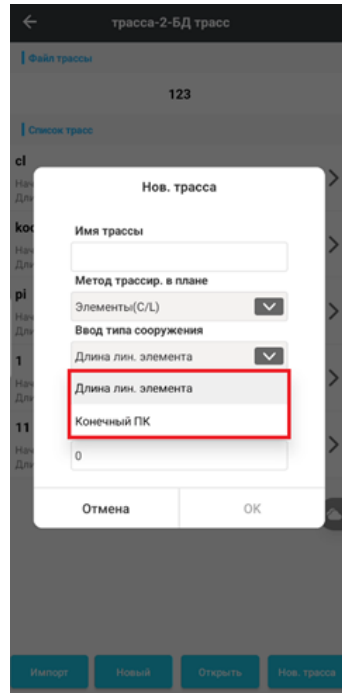 трасса-2-БД трасс
Файл трассы
123
Список трасс
cl
Нов. трасса
Имя трассы
Метод трассир. в плане
Элементы(C/L)
Ввод типа сооружения
Длина лин. элемента
Длина лин. элемента
Конечный ПК
0
pi
1
11
Отмена
ОК
Импорт
Новый
Открыть
Нов. трасса